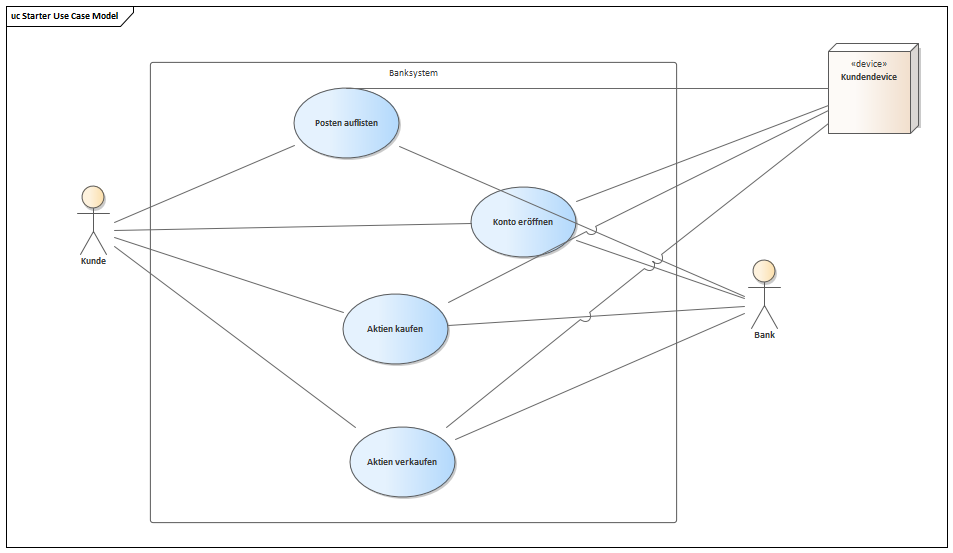 uc Starter Use Case Model
Banksystem
«device»
Kundendevice
Posten auflisten
Konto eröffnen
Kunde
Aktien kaufen
Bank
Aktien verkaufen